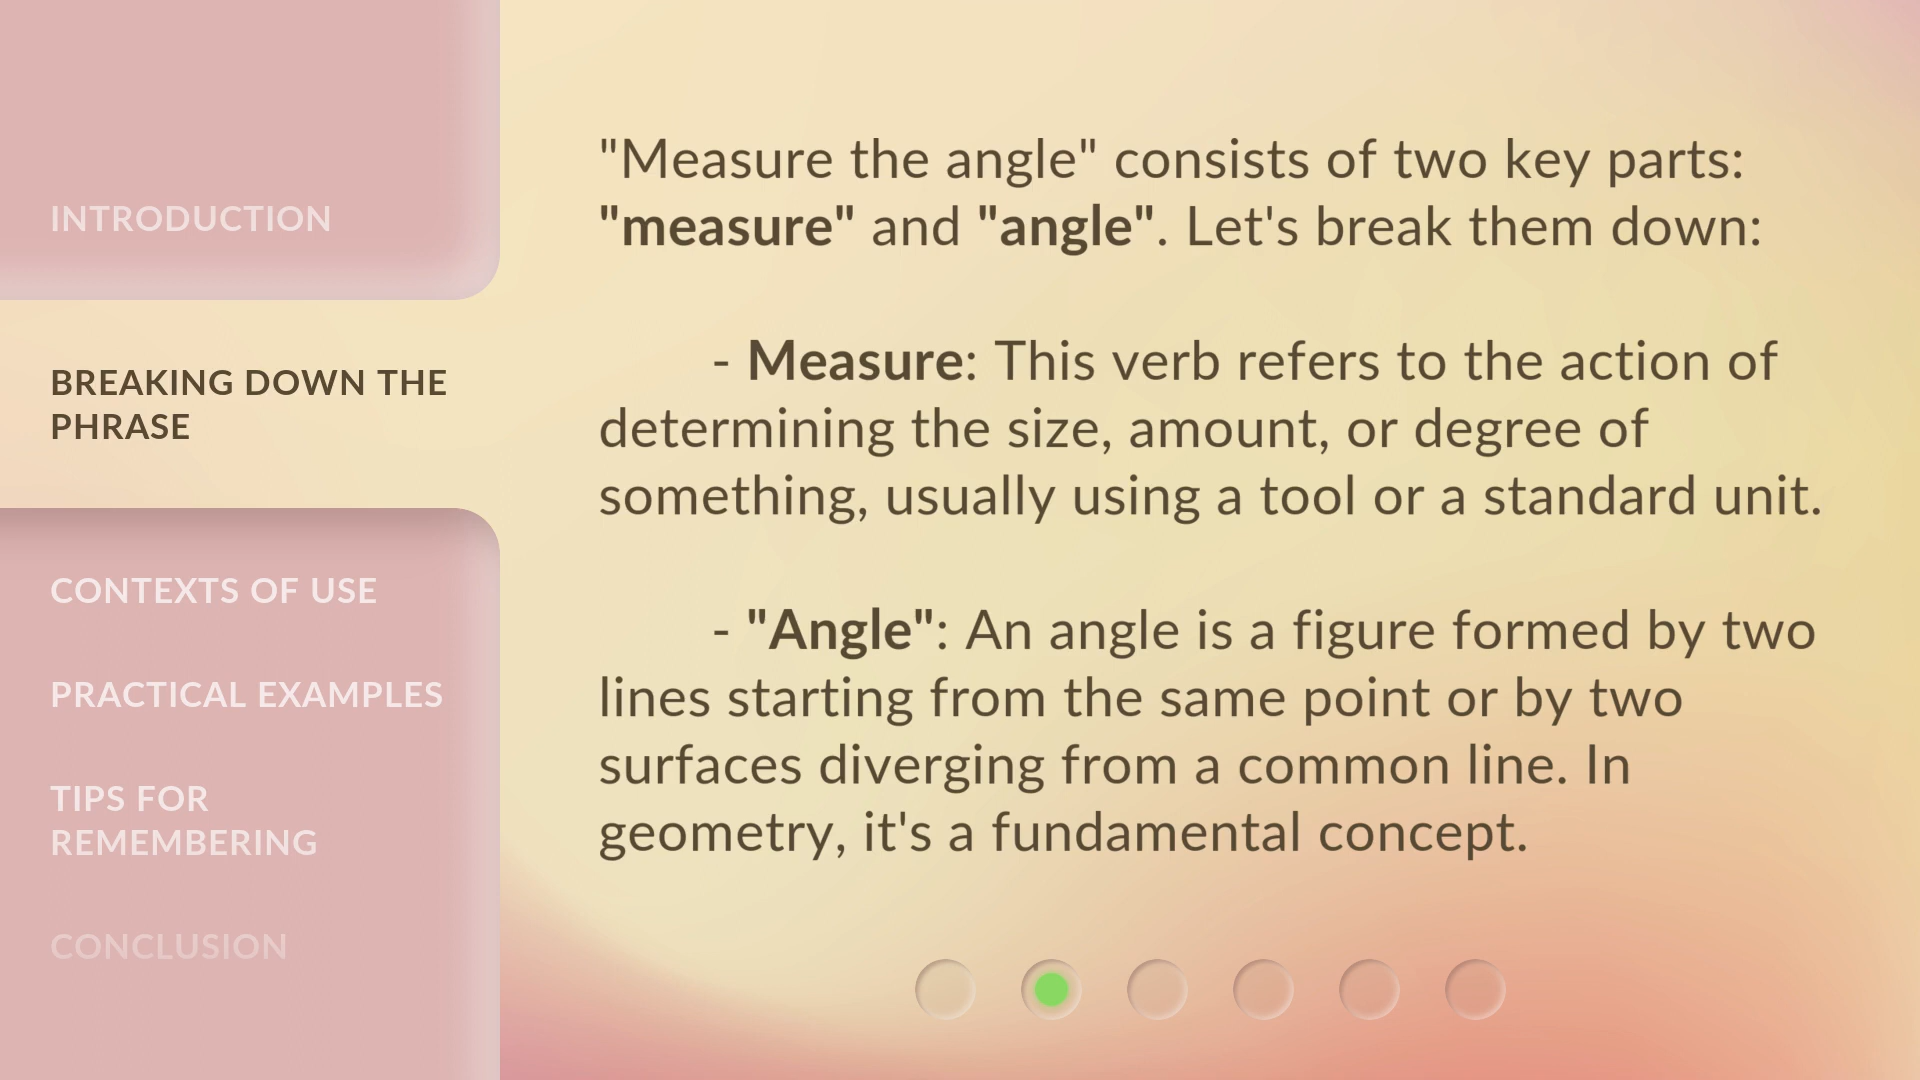 INTRODUCTION
BREAKING DOWN THE
PHRASE
CONTEXTS OF USE
PRACTICAL EXAMPLES
TIPS FOR
REMEMBERING
CONCLUSION
"Measure the angle" consists of two key parts:
"measure" and "angle". Let's break them down:
- Measure: This verb refers to the action of
determining the size, amount, or degree of
something, usually using a tool or a standard unit.
- "Angle": An angle is a figure formed by two
lines starting from the same point or by two
surfaces diverging from a common line. In
geometry, it's a fundamental concept.